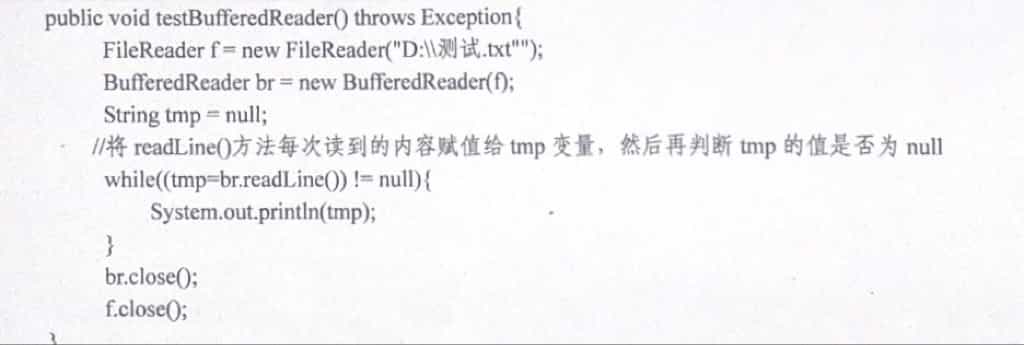 public void testBufferedReader() throws Exception{
FileReader f = new FileReader("D:\\测试.txt"");
BufferedReader br = new BufferedReader(f);
String tmp = null;
//将 readLine()方法每次读到的内容赋值给 tmp 变量，然后再判断 tmp 的值是否为 null
while((tmp=br.readLine()) != null){
System.out.println(tmp);
}
br.close();
f.close();
}